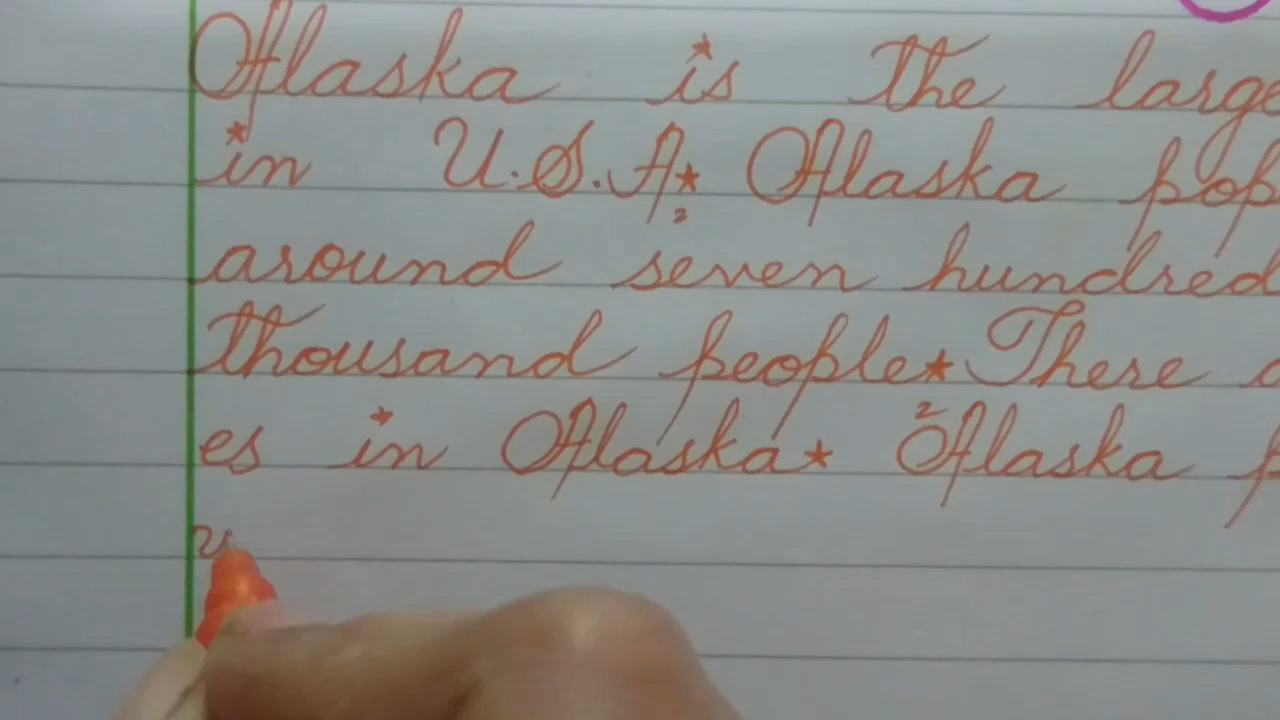 Alaska is the large
in U.S.A. Alaska pop
around seven hundred
thousand people. There
es in Alaska. Alaska